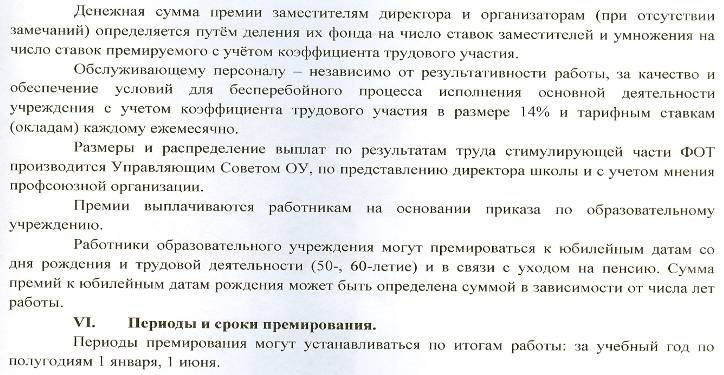 Денежная сумма премии заместителям директора и организаторам (при отсутствии
замечаний) определяется путём деления их фонда на число ставок заместителей и умножения на
число ставок премируемого с учётом коэффициента трудового участия.
Обслуживающему персоналу – независимо от результативности работы, за качество и
обеспечение условий для бесперебойного процесса исполнения основной деятельности
учреждения с учетом коэффициента трудового участия в размере 14% и тарифным ставкам
(окладам) каждому ежемесячно.
Размеры и распределение выплат по результатам труда стимулирующей части ФОТ
производится Управляющим Советом ОУ, по представлению директора школы и с учетом мнения
профсоюзной организации.
Премии выплачиваются работникам на основании приказа по образовательному
учреждению.
Работники образовательного учреждения могут премироваться к юбилейным датам со
дня рождения и трудовой деятельности (50-, 60-летие) и в связи с уходом на пенсию. Сумма
премий к юбилейным датам рождения может быть определена суммой в зависимости от числа лет
работы.
VI. Периоды и сроки премирования.
Периоды премирования могут устанавливаться по итогам работы: за учебный год по
полугодиям 1 января, 1 июня.